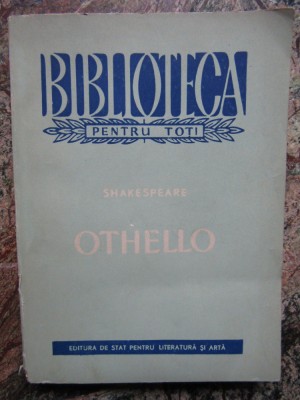 BIBLIOTECA
PENTRU TOȚI
SHAKESPEARE
OTHELLO
EDITURA DE STAT PENTRU LITERATURĂ ȘI ARTĂ